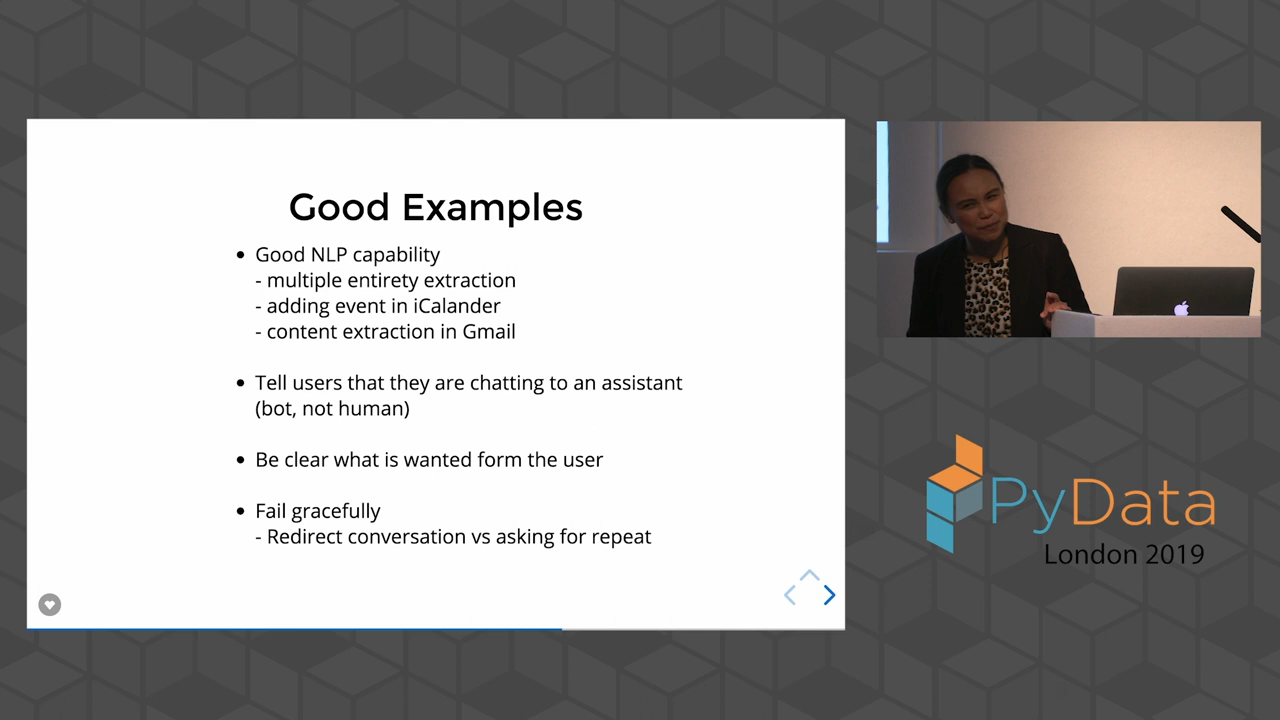 Good Examples
• Good NLP capability
- multiple entirety extraction
- adding event in iCalander
- content extraction in Gmail
• Tell users that they are chatting to an assistant
(bot, not human)
• Be clear what is wanted form the user
• Fail gracefully
- Redirect conversation vs asking for repeat
PyData
London 2019